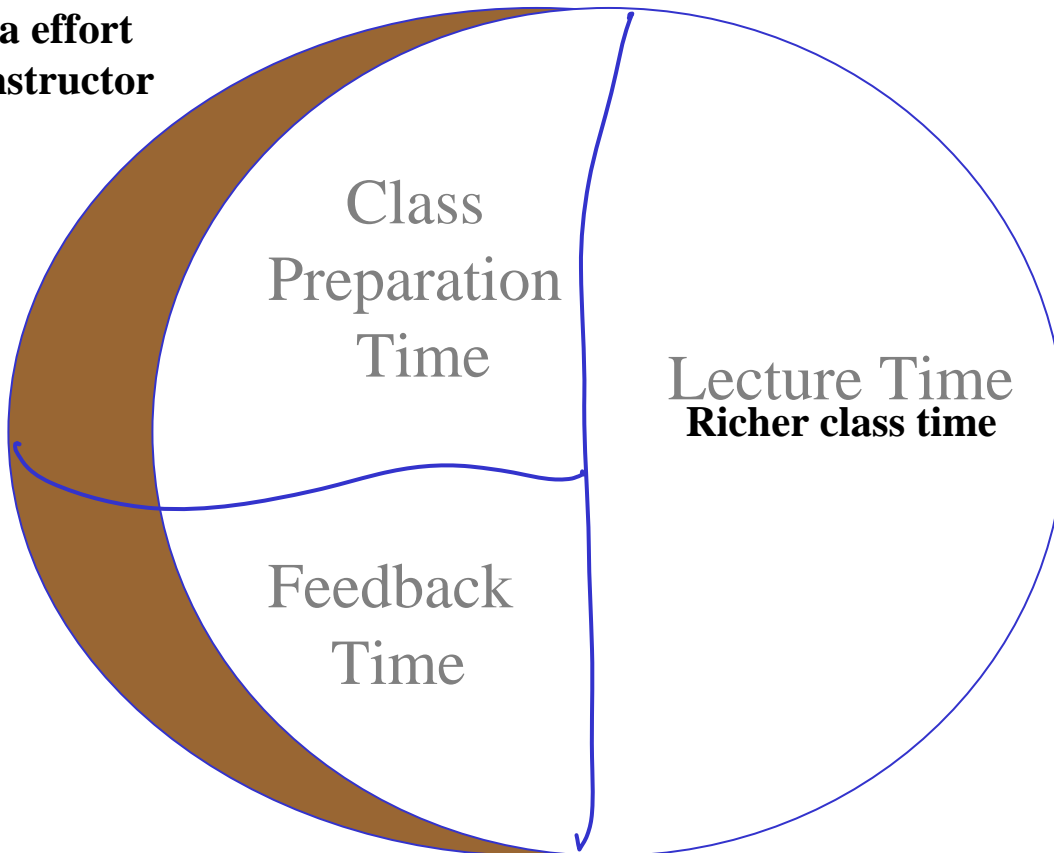 a effort
nstructor
Class
Preparation
Time
Lecture Time
Richer class time
Feedback
Time